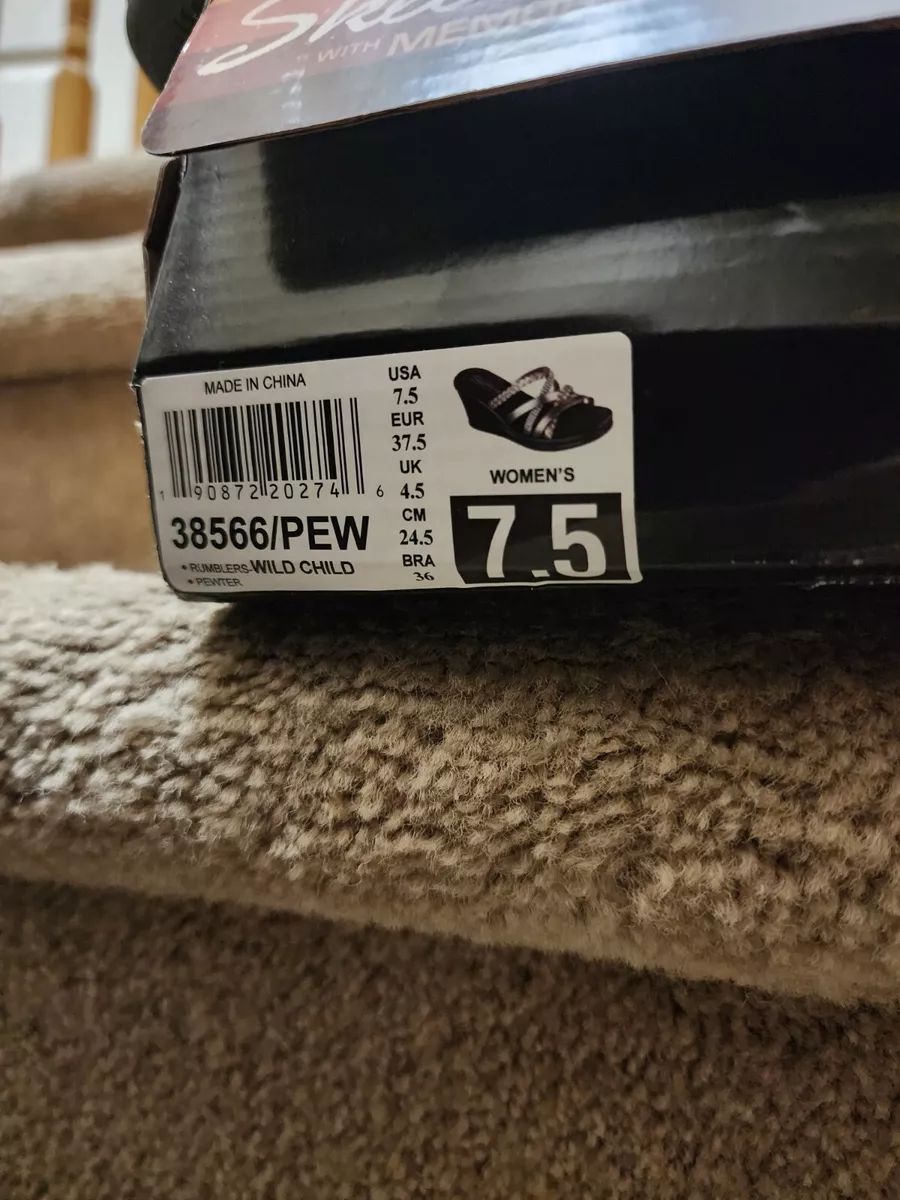 WITH
MADE IN CHINA
1 90872 20274 6
38566/PEW
• RUMBLERS-WILD CHILD
• PEWTER
USA
7.5
EUR
37.5
UK
4.5
CM
24.5
BRA
36
WOMEN'S
7.5